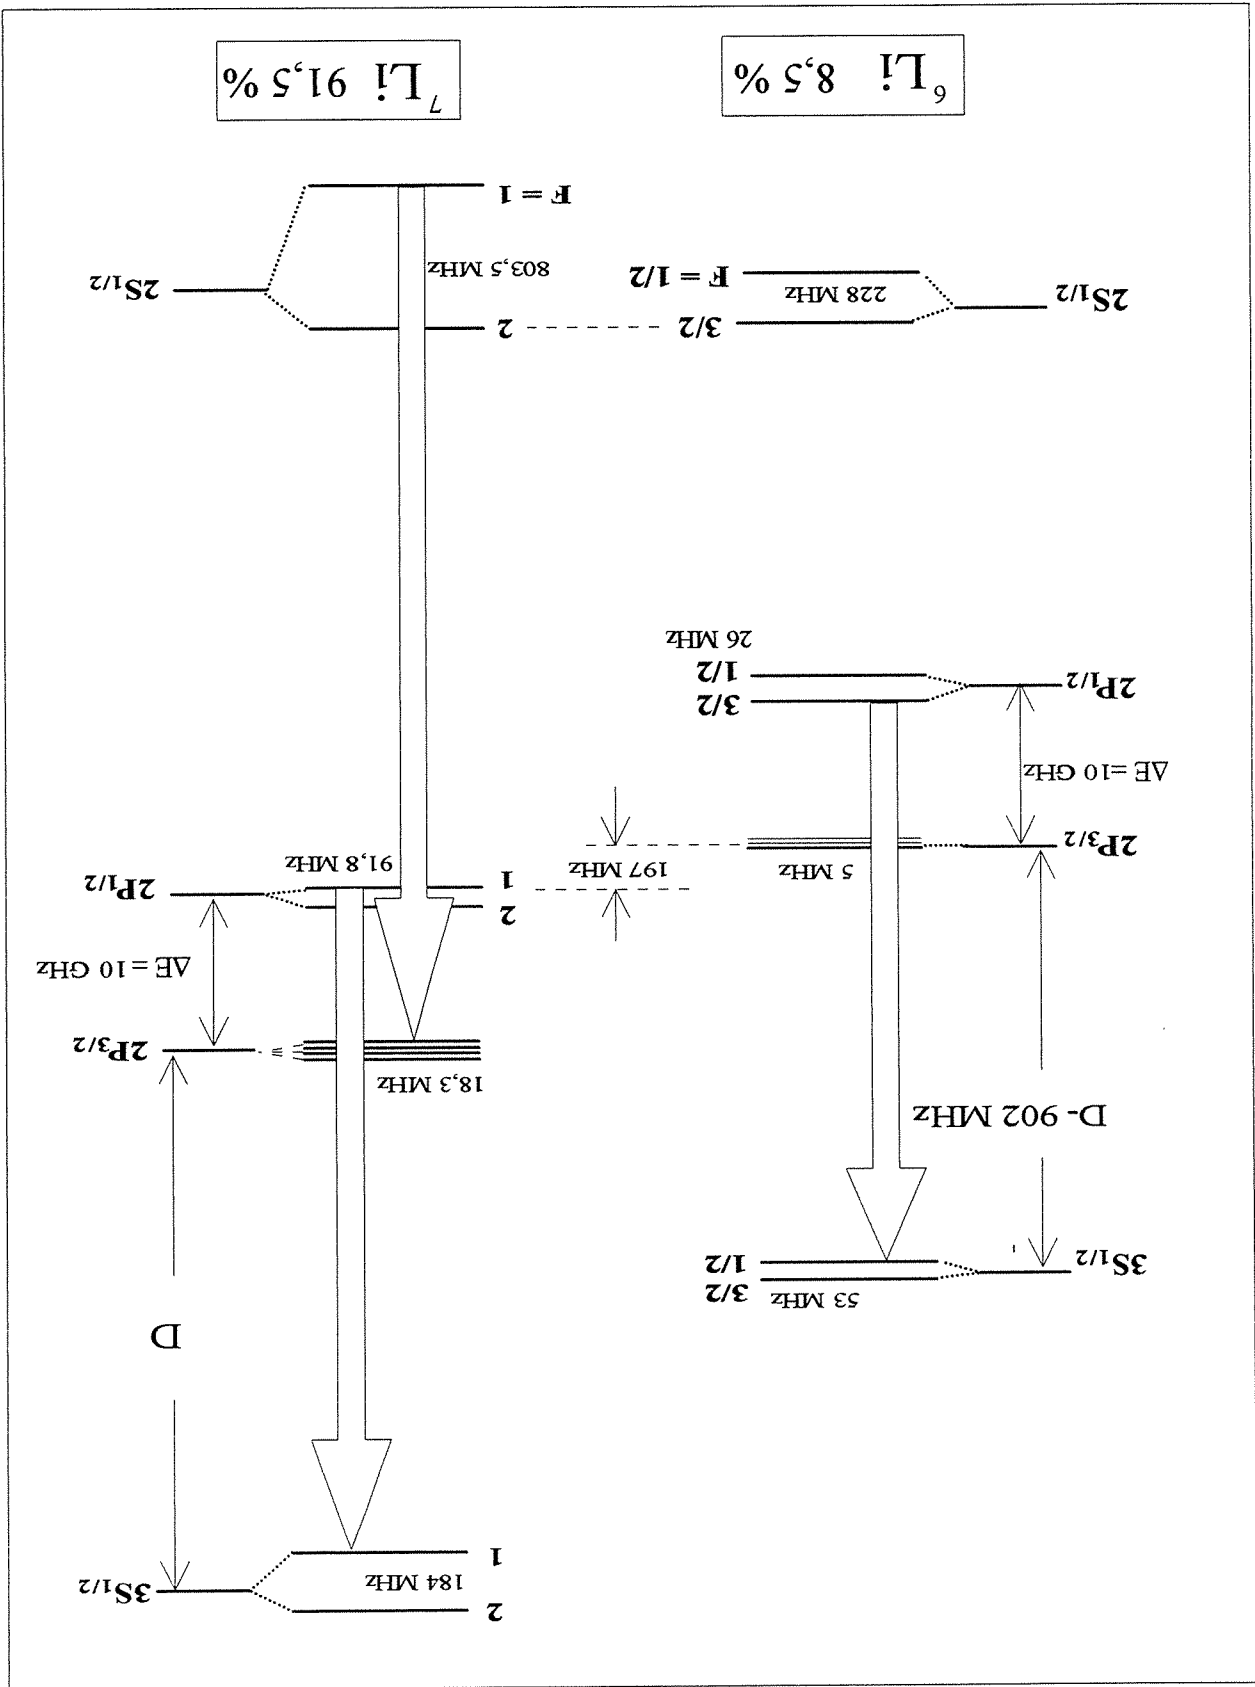 2
184 MHz
3S1/2
1
D
53 MHz
3/2
3S1/2
1/2
D- 902 MHz
18,3 MHz
2P3/2
ΔE = 10 GHz
2
1
91,8 MHz
2P1/2
5 MHz
197 MHz
2P3/2
ΔE =10 GHz
3/2
2P1/2
1/2
26 MHz
3/2
2
2S1/2
228 MHz
F = 1/2
2S1/2
803,5 MHz
F = 1
⁶Li 8,5 %
⁷Li 91,5 %